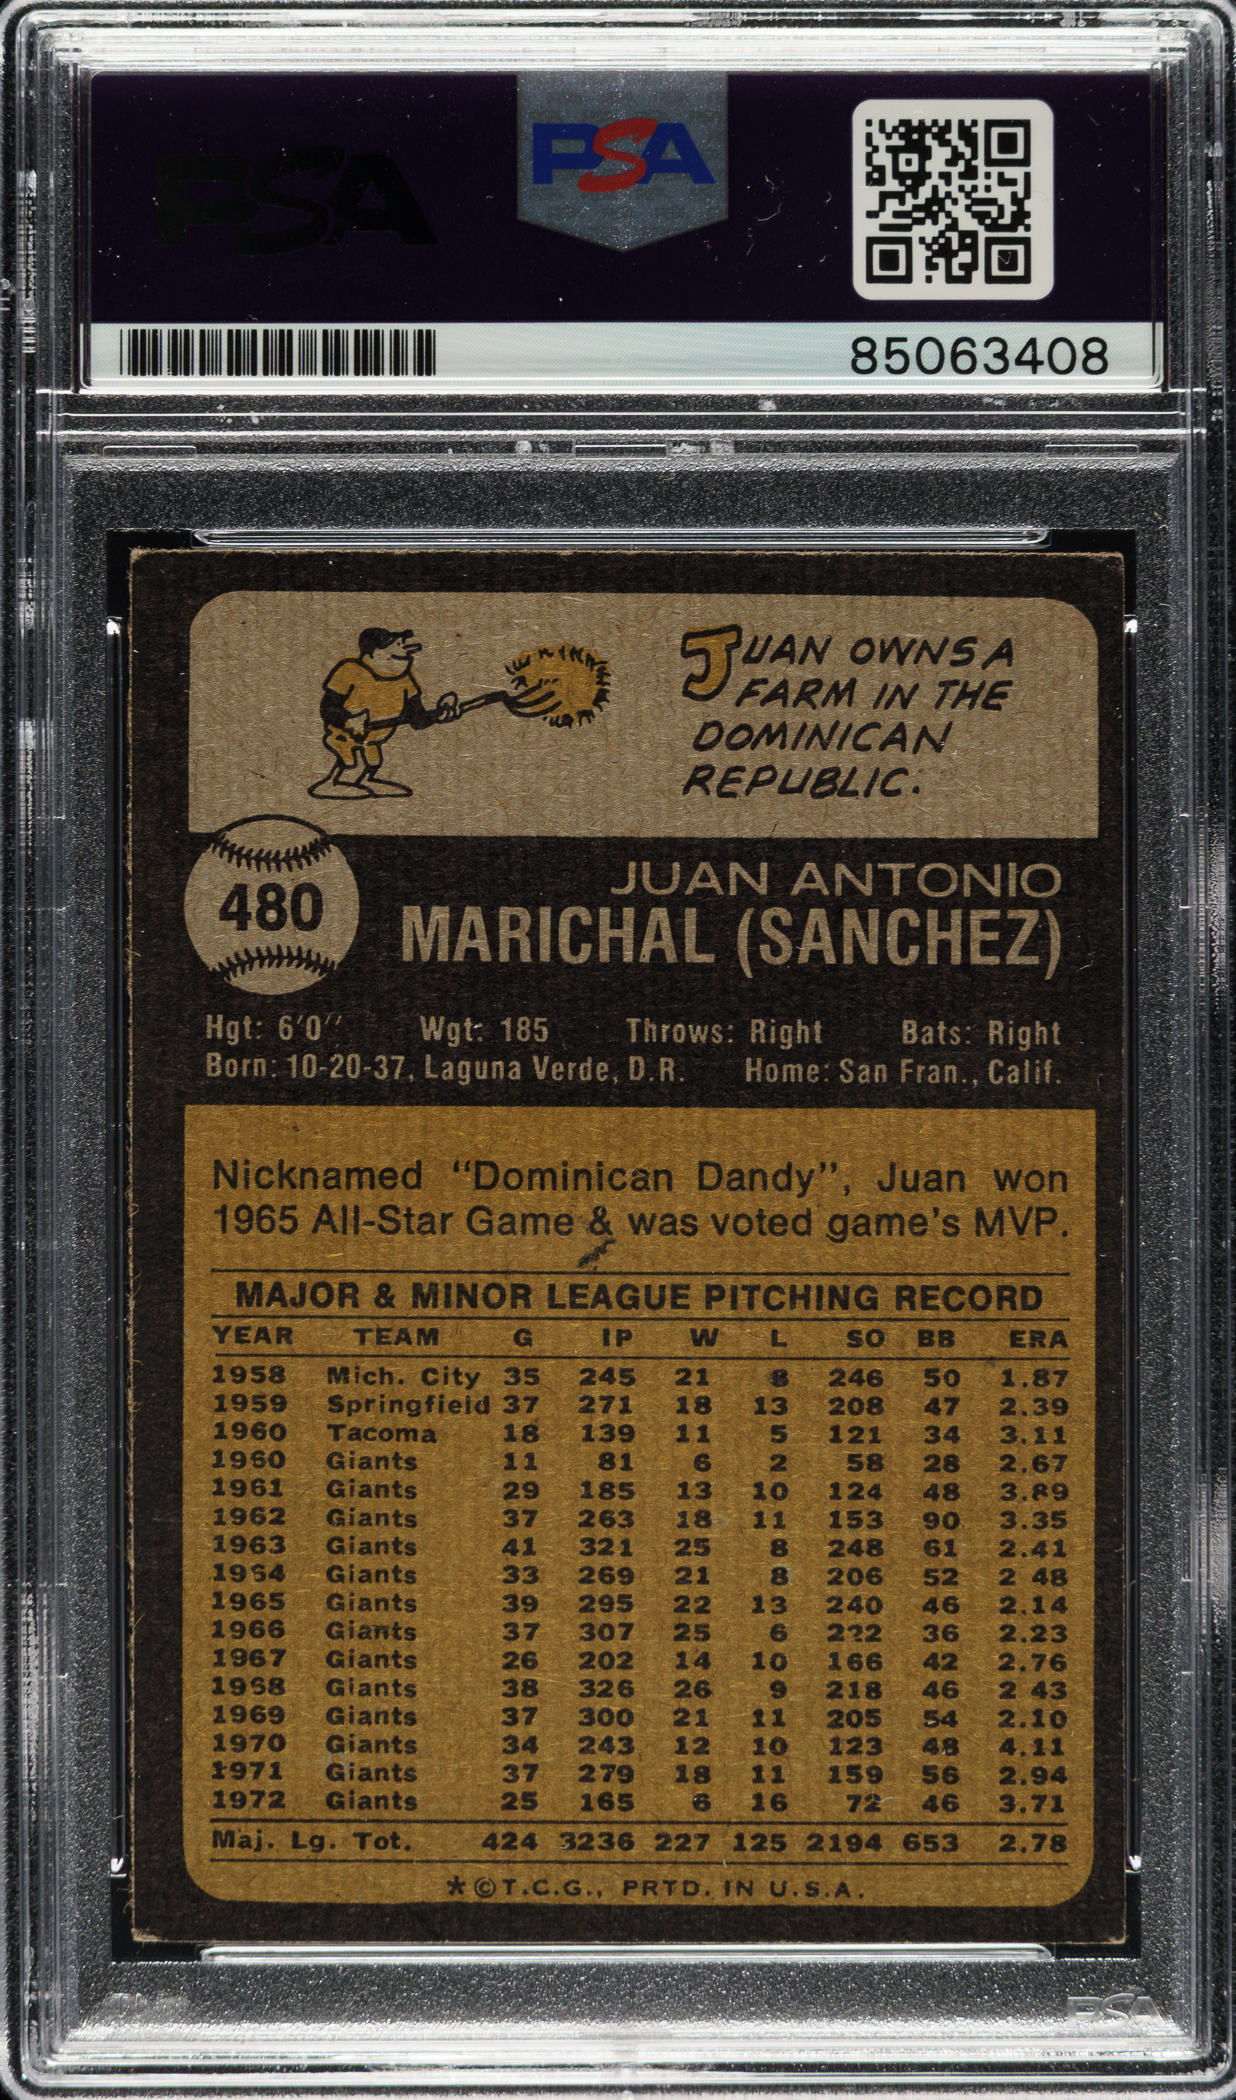 PSA
PSA
85063408
JUAN OWNS A
FARM IN THE
DOMINICAN
REPUBLIC.
480
JUAN ANTONIO
MARICHAL (SANCHEZ)
Hgt: 6'0" Wgt: 185 Throws: Right Bats: Right
Born: 10-20-37, Laguna Verde, D.R. Home: San Fran., Calif.
Nicknamed "Dominican Dandy", Juan won
1965 All-Star Game & was voted game's MVP.
MAJOR & MINOR LEAGUE PITCHING RECORD
YEAR TEAM G IP W L SO BB ERA
1958 Mich. City 35 245 21 8 246 50 1.87
1959 Springfield 37 271 18 13 208 47 2.39
1960 Tacoma 18 139 11 5 121 34 3.11
1960 Giants 11 81 6 2 58 28 2.67
1961 Giants 29 185 13 10 124 48 3.89
1962 Giants 37 263 18 11 153 90 3.35
1963 Giants 41 321 25 8 248 61 2.41
1964 Giants 33 269 21 8 206 52 2 48
1965 Giants 39 295 22 13 240 46 2.14
1966 Giants 37 307 25 6 222 36 2.23
1967 Giants 26 202 14 10 166 42 2.76
1968 Giants 38 326 26 9 218 46 2 43
1969 Giants 37 300 21 11 205 54 2.10
1970 Giants 34 243 12 10 123 48 4.11
1971 Giants 37 279 18 11 159 56 2.94
1972 Giants 25 165 6 16 72 46 3.71
Maj. Lg. Tot. 424 3236 227 125 2194 653 2.78
*©T.C.G., PRTD. IN U.S.A.
PSA